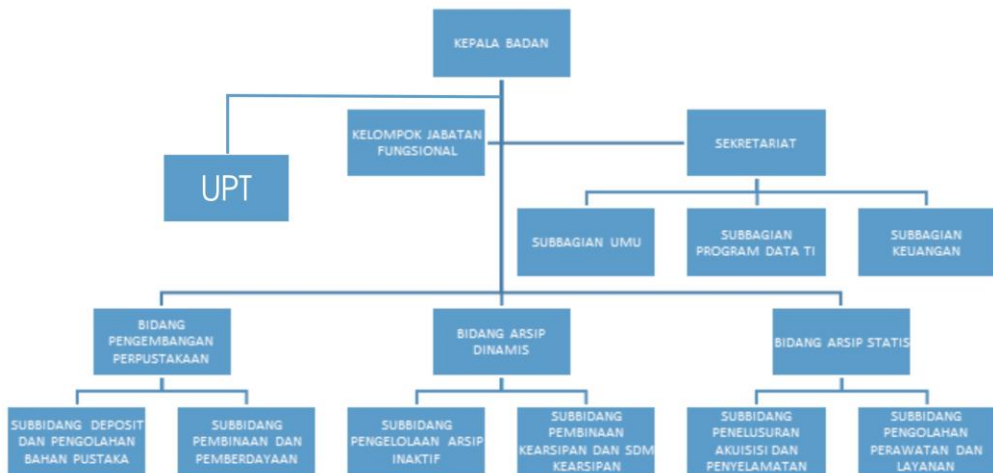 KEPALA BADAN
KELOMPOK JABATAN
FUNGSIONAL
SEKRETARIAT
UPT
SUBBAGIAN UMU
SUBBAGIAN
PROGRAM DATA TI
SUBBAGIAN
KEUANGAN
BIDANG
PENGEMBANGAN
PERPUSTAKAAN
BIDANG ARSIP
DINAMIS
BIDANG ARSIP STATIS
SUBBIDANG DEPOSIT
DAN PENGOLAHAN
BAHAN PUSTAKA
SUBBIDANG
PEMBINAAN DAN
PEMBERDAYAAN
SUBBIDANG
PENGELOLAAN ARSIP
INAKTIF
SUBBIDANG
PEMBINAAN
KEARSIPAN DAN SDM
KEARSIPAN
SUBBIDANG
PENELUSURAN
AKUISISI DAN
PENYELAMATAN
SUBBIDANG
PENGOLAHAN
PERAWATAN DAN
LAYANAN